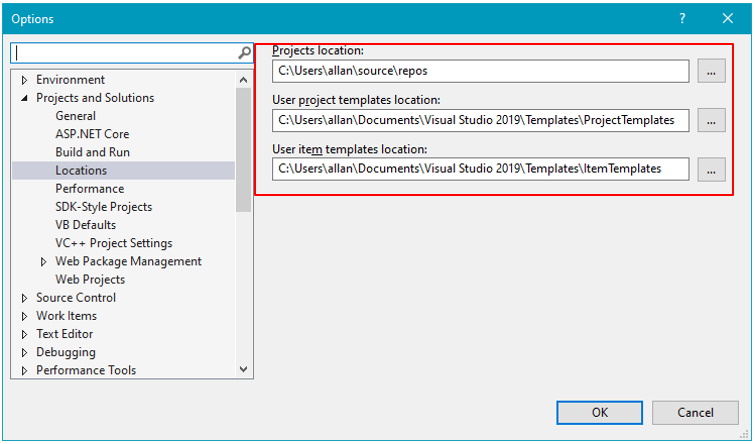 Options
?
Environment
Projects and Solutions
General
ASP.NET Core
Build and Run
Locations
Performance
SDK-Style Projects
VB Defaults
VC++ Project Settings
Web Package Management
Web Projects
Source Control
Work Items
Text Editor
Debugging
Performance Tools
Projects location:
C:\Users\allan\source\repos
...
User project templates location:
C:\Users\allan\Documents\Visual Studio 2019\Templates\ProjectTemplates
...
User item templates location:
C:\Users\allan\Documents\Visual Studio 2019\Templates\ItemTemplates
...
OK
Cancel